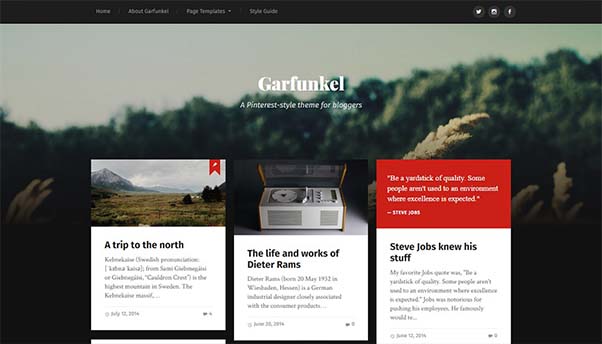 Home
About Garfunkel
Page Templates
Style Guide
Garfunkel
A Pinterest-style theme for bloggers
A trip to the north
Kebnekaise (Swedish pronunciation:
from Sami Giebmegáisi
or Giebnegáisi, "Cauldron Crest") is the
highest mountain in Sweden. The
Kebnekaise massif, …
July 12, 2014
4
The life and works of
Dieter Rams
Dieter Rams (born 20 May 1932 in
Wiesbaden, Hessen) is a German
industrial designer closely associated
with the consumer products …
June 20, 2014
0
"Be a yardstick of quality. Some
people aren't used to an environment
where excellence is expected."
— STEVE JOBS
Steve Jobs knew his
stuff
My favorite Jobs quote was, "Be a
yardstick of quality. Some people aren't
used to an environment where excellence
is expected." Jobs was notorious for
pushing his employees. He famously
would te…
June 12, 2014
0